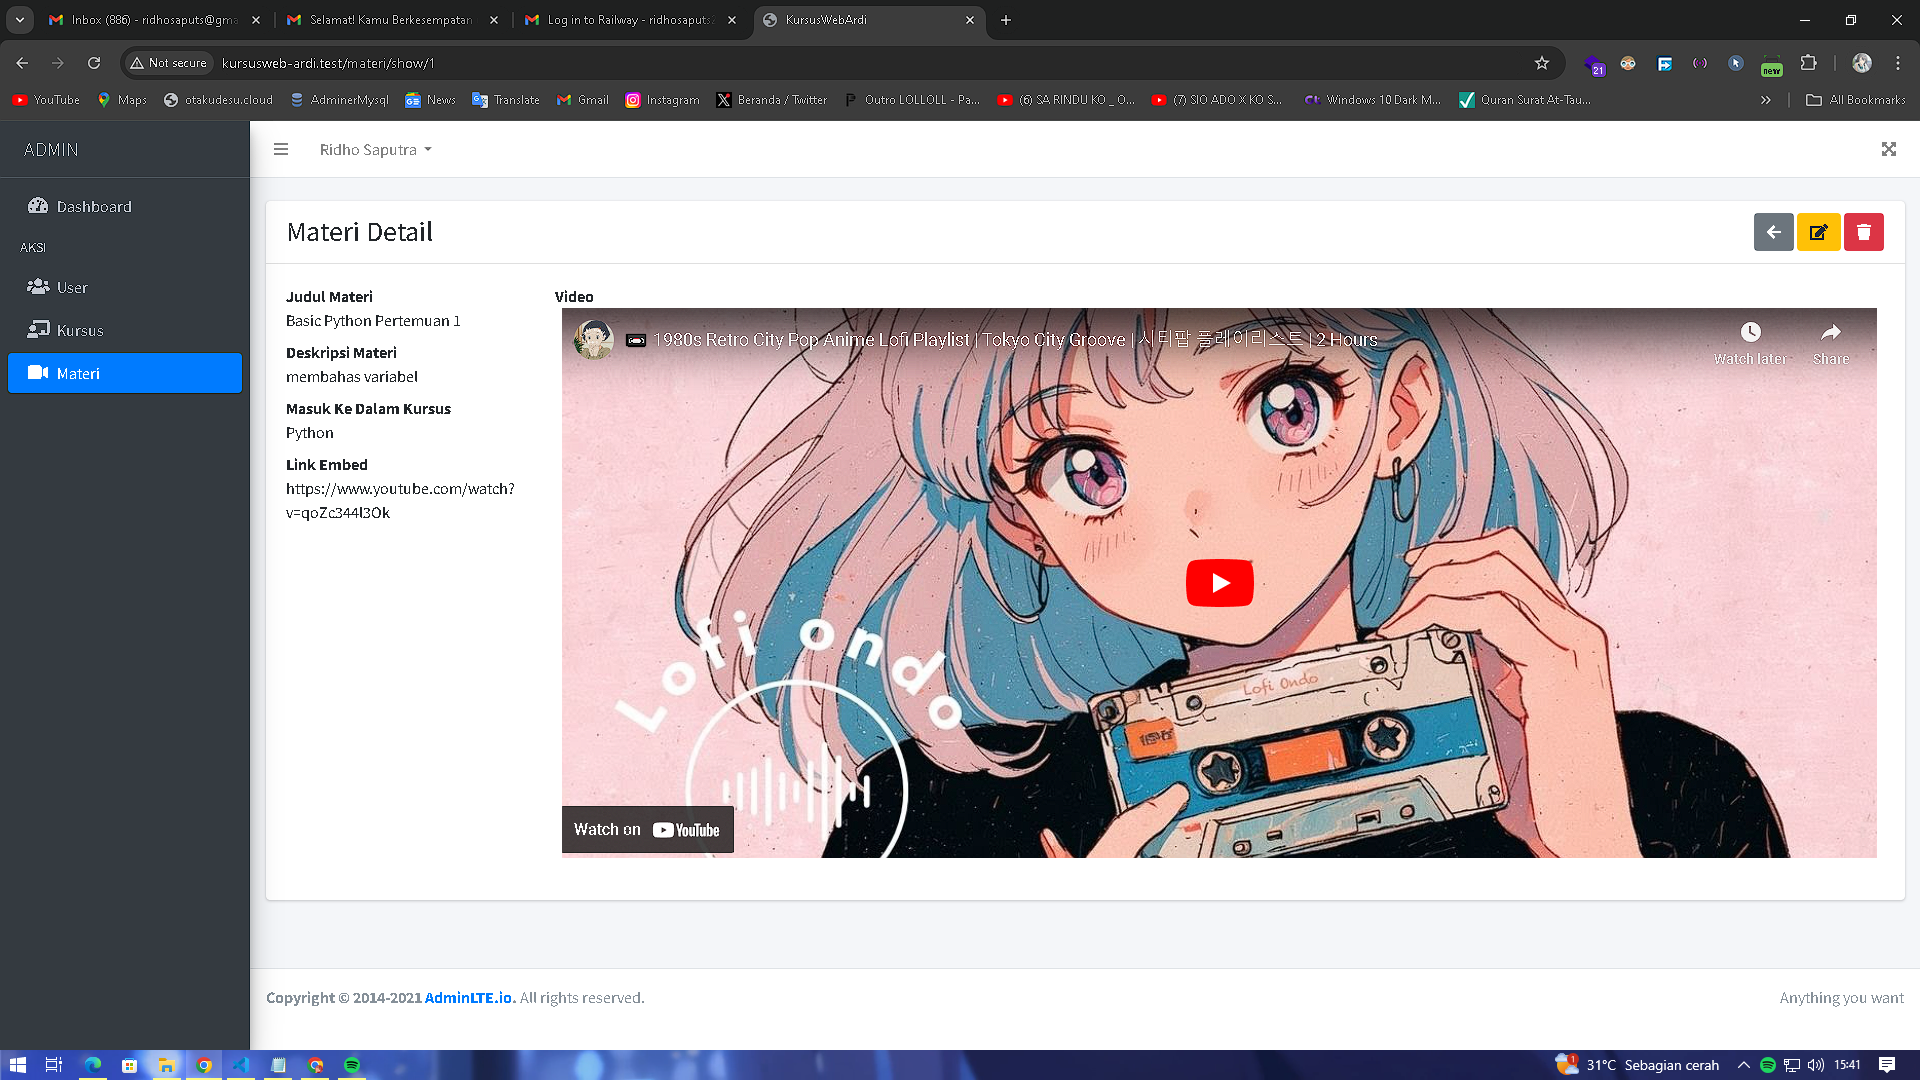 Inbox (886) - ridhosaputs@gma
Selamat! Kamu Berkesempatan
Log in to Railway - ridhosaputs
KursusWebArdi
Not secure
kursusweb-ardi.test/materi/show/1
21
new
YouTube
Maps
otakudesu.cloud
AdminerMysql
News
Translate
Gmail
Instagram
Beranda / Twitter
Outro LOLLOLL - Pa...
(6) SA RINDU KO _ O...
(7) SIO ADO X KO S...
Windows 10 Dark M...
Quran Surat At-Tau...
All Bookmarks
ADMIN
Ridho Saputra
Dashboard
AKSI
User
Kursus
Materi
Materi Detail
Judul Materi
Basic Python Pertemuan 1
Deskripsi Materi
membahas variabel
Masuk Ke Dalam Kursus
Python
Link Embed
https://www.youtube.com/watch?
v=qoZc344I3Ok
Video
1980s Retro City Pop Anime Lofi Playlist | Tokyo City Groove | 시티팝 플레이리스트 | 2 Hours
Watch later
Share
Lofi ondo
Lofi Ondo
Watch on YouTube
Copyright © 2014-2021 AdminLTE.io. All rights reserved.
Anything you want
1
31°C Sebagian cerah
15:41